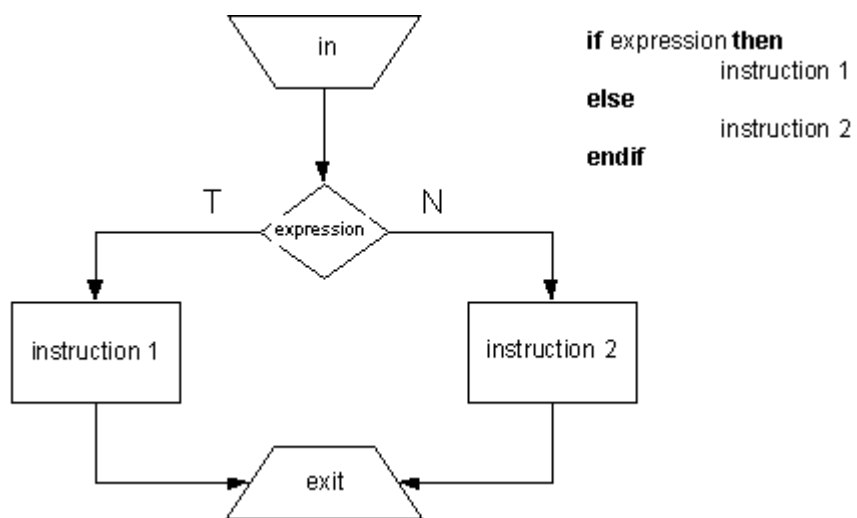 in
if expression then
instruction 1
else
instruction 2
endif
T
N
expression
instruction 1
instruction 2
exit